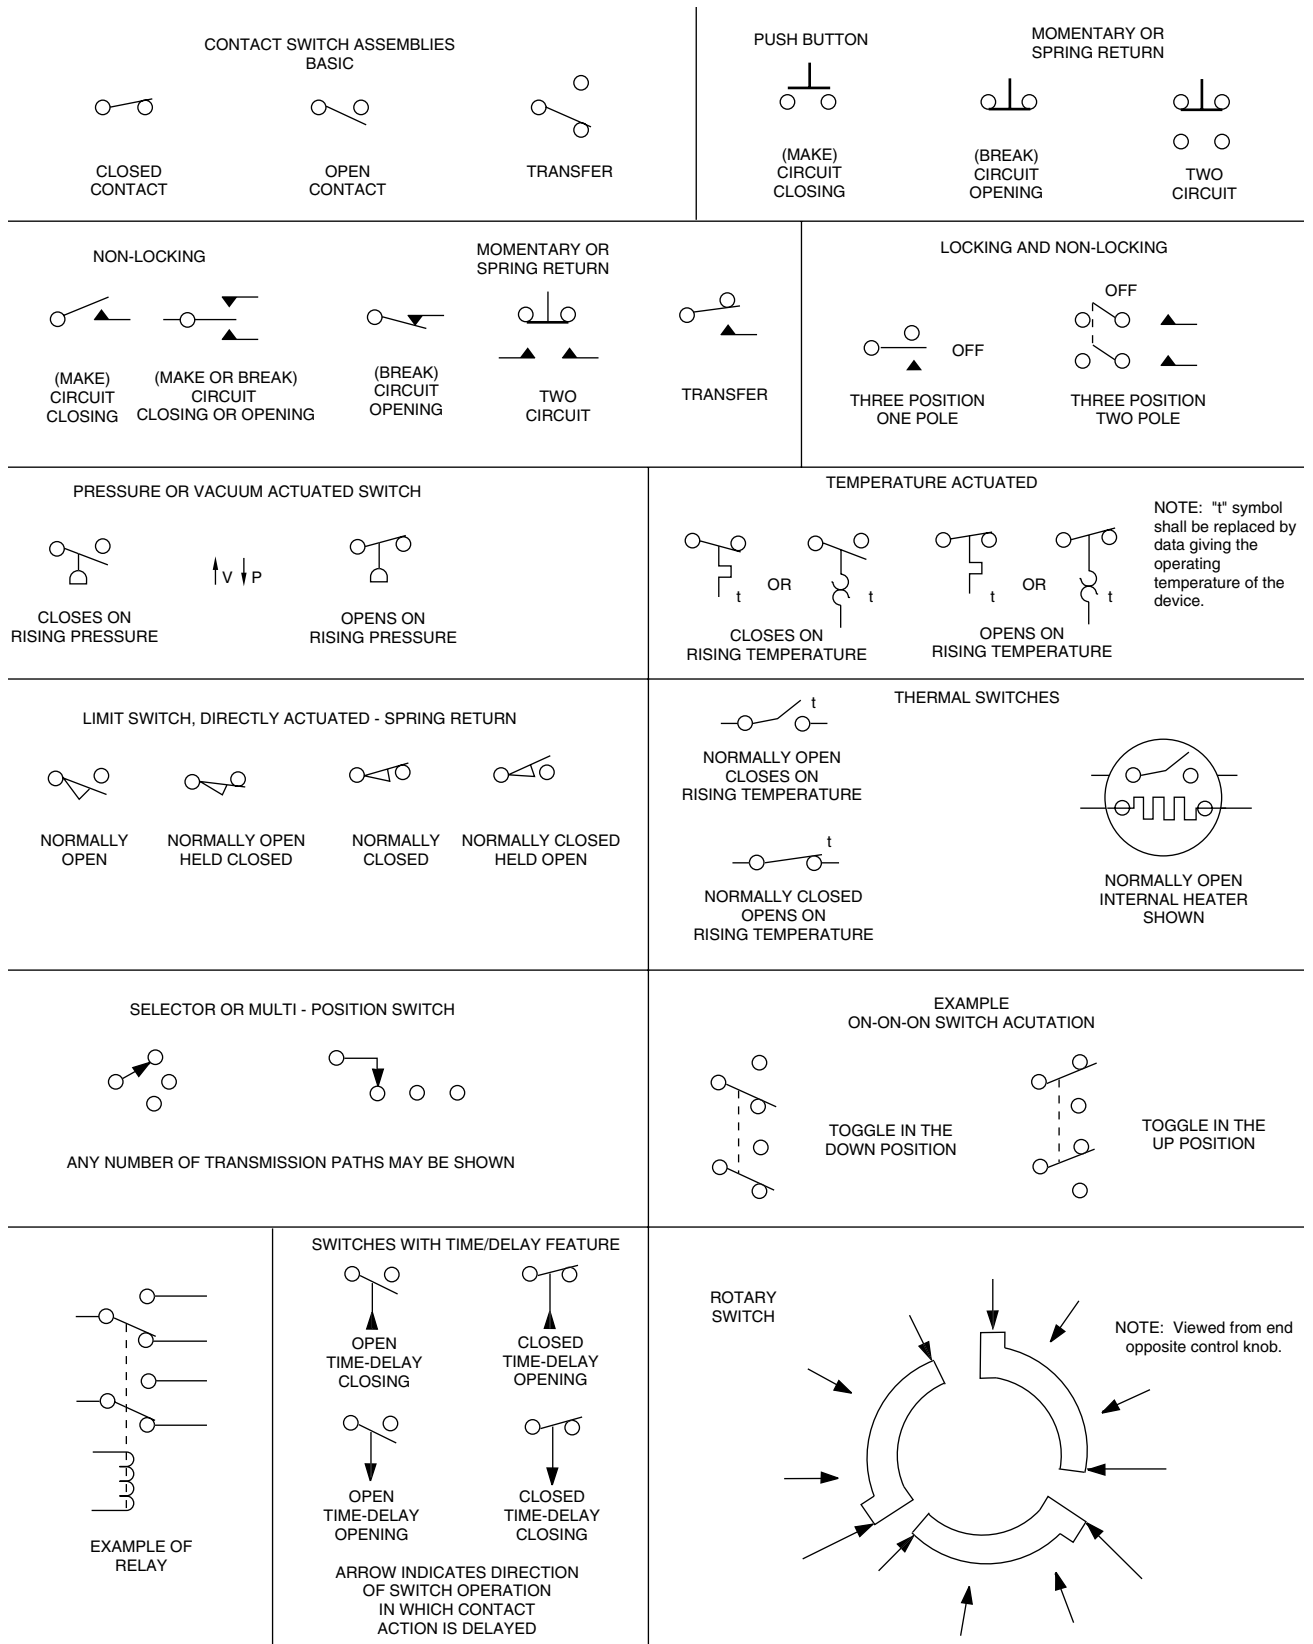 CONTACT SWITCH ASSEMBLIES
BASIC
CLOSED
CONTACT
OPEN
CONTACT
TRANSFER
PUSH BUTTON
MOMENTARY OR
SPRING RETURN
(MAKE)
CIRCUIT
CLOSING
(BREAK)
CIRCUIT
OPENING
TWO
CIRCUIT
NON-LOCKING
MOMENTARY OR
SPRING RETURN
(MAKE)
CIRCUIT
CLOSING
(MAKE OR BREAK)
CIRCUIT
CLOSING OR OPENING
(BREAK)
CIRCUIT
OPENING
TWO
CIRCUIT
TRANSFER
LOCKING AND NON-LOCKING
OFF
OFF
THREE POSITION
ONE POLE
THREE POSITION
TWO POLE
PRESSURE OR VACUUM ACTUATED SWITCH
V P
CLOSES ON
RISING PRESSURE
OPENS ON
RISING PRESSURE
TEMPERATURE ACTUATED
t
OR
t
t
OR
t
CLOSES ON
RISING TEMPERATURE
OPENS ON
RISING TEMPERATURE
NOTE: "t" symbol
shall be replaced by
data giving the
operating
temperature of the
device.
LIMIT SWITCH, DIRECTLY ACTUATED - SPRING RETURN
NORMALLY
OPEN
NORMALLY OPEN
HELD CLOSED
NORMALLY
CLOSED
NORMALLY CLOSED
HELD OPEN
THERMAL SWITCHES
t
NORMALLY OPEN
CLOSES ON
RISING TEMPERATURE
t
NORMALLY CLOSED
OPENS ON
RISING TEMPERATURE
NORMALLY OPEN
INTERNAL HEATER
SHOWN
SELECTOR OR MULTI - POSITION SWITCH
ANY NUMBER OF TRANSMISSION PATHS MAY BE SHOWN
EXAMPLE
ON-ON-ON SWITCH ACUTATION
TOGGLE IN THE
DOWN POSITION
TOGGLE IN THE
UP POSITION
EXAMPLE OF
RELAY
SWITCHES WITH TIME/DELAY FEATURE
OPEN
TIME-DELAY
CLOSING
CLOSED
TIME-DELAY
OPENING
OPEN
TIME-DELAY
OPENING
CLOSED
TIME-DELAY
CLOSING
ARROW INDICATES DIRECTION
OF SWITCH OPERATION
IN WHICH CONTACT
ACTION IS DELAYED
ROTARY
SWITCH
NOTE: Viewed from end
opposite control knob.